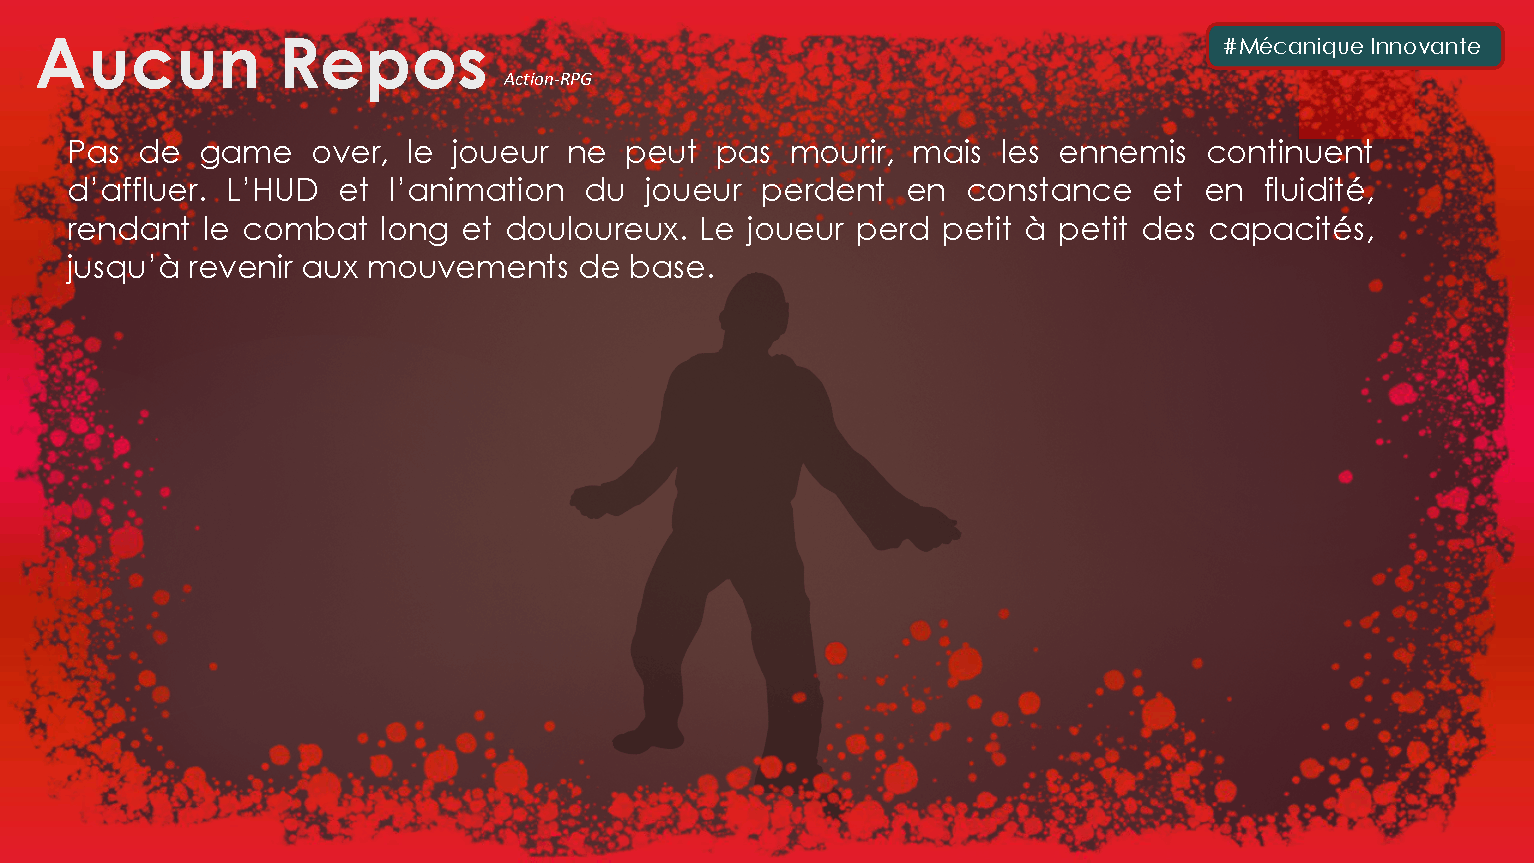 Aucun Repos Action-RPG
#Mécanique Innovante
Pas de game over, le joueur ne peut pas mourir, mais les ennemis continuent
d’affluer. L’HUD et l’animation du joueur perdent en constance et en fluidité,
rendant le combat long et douloureux. Le joueur perd petit à petit des capacités,
jusqu’à revenir aux mouvements de base.